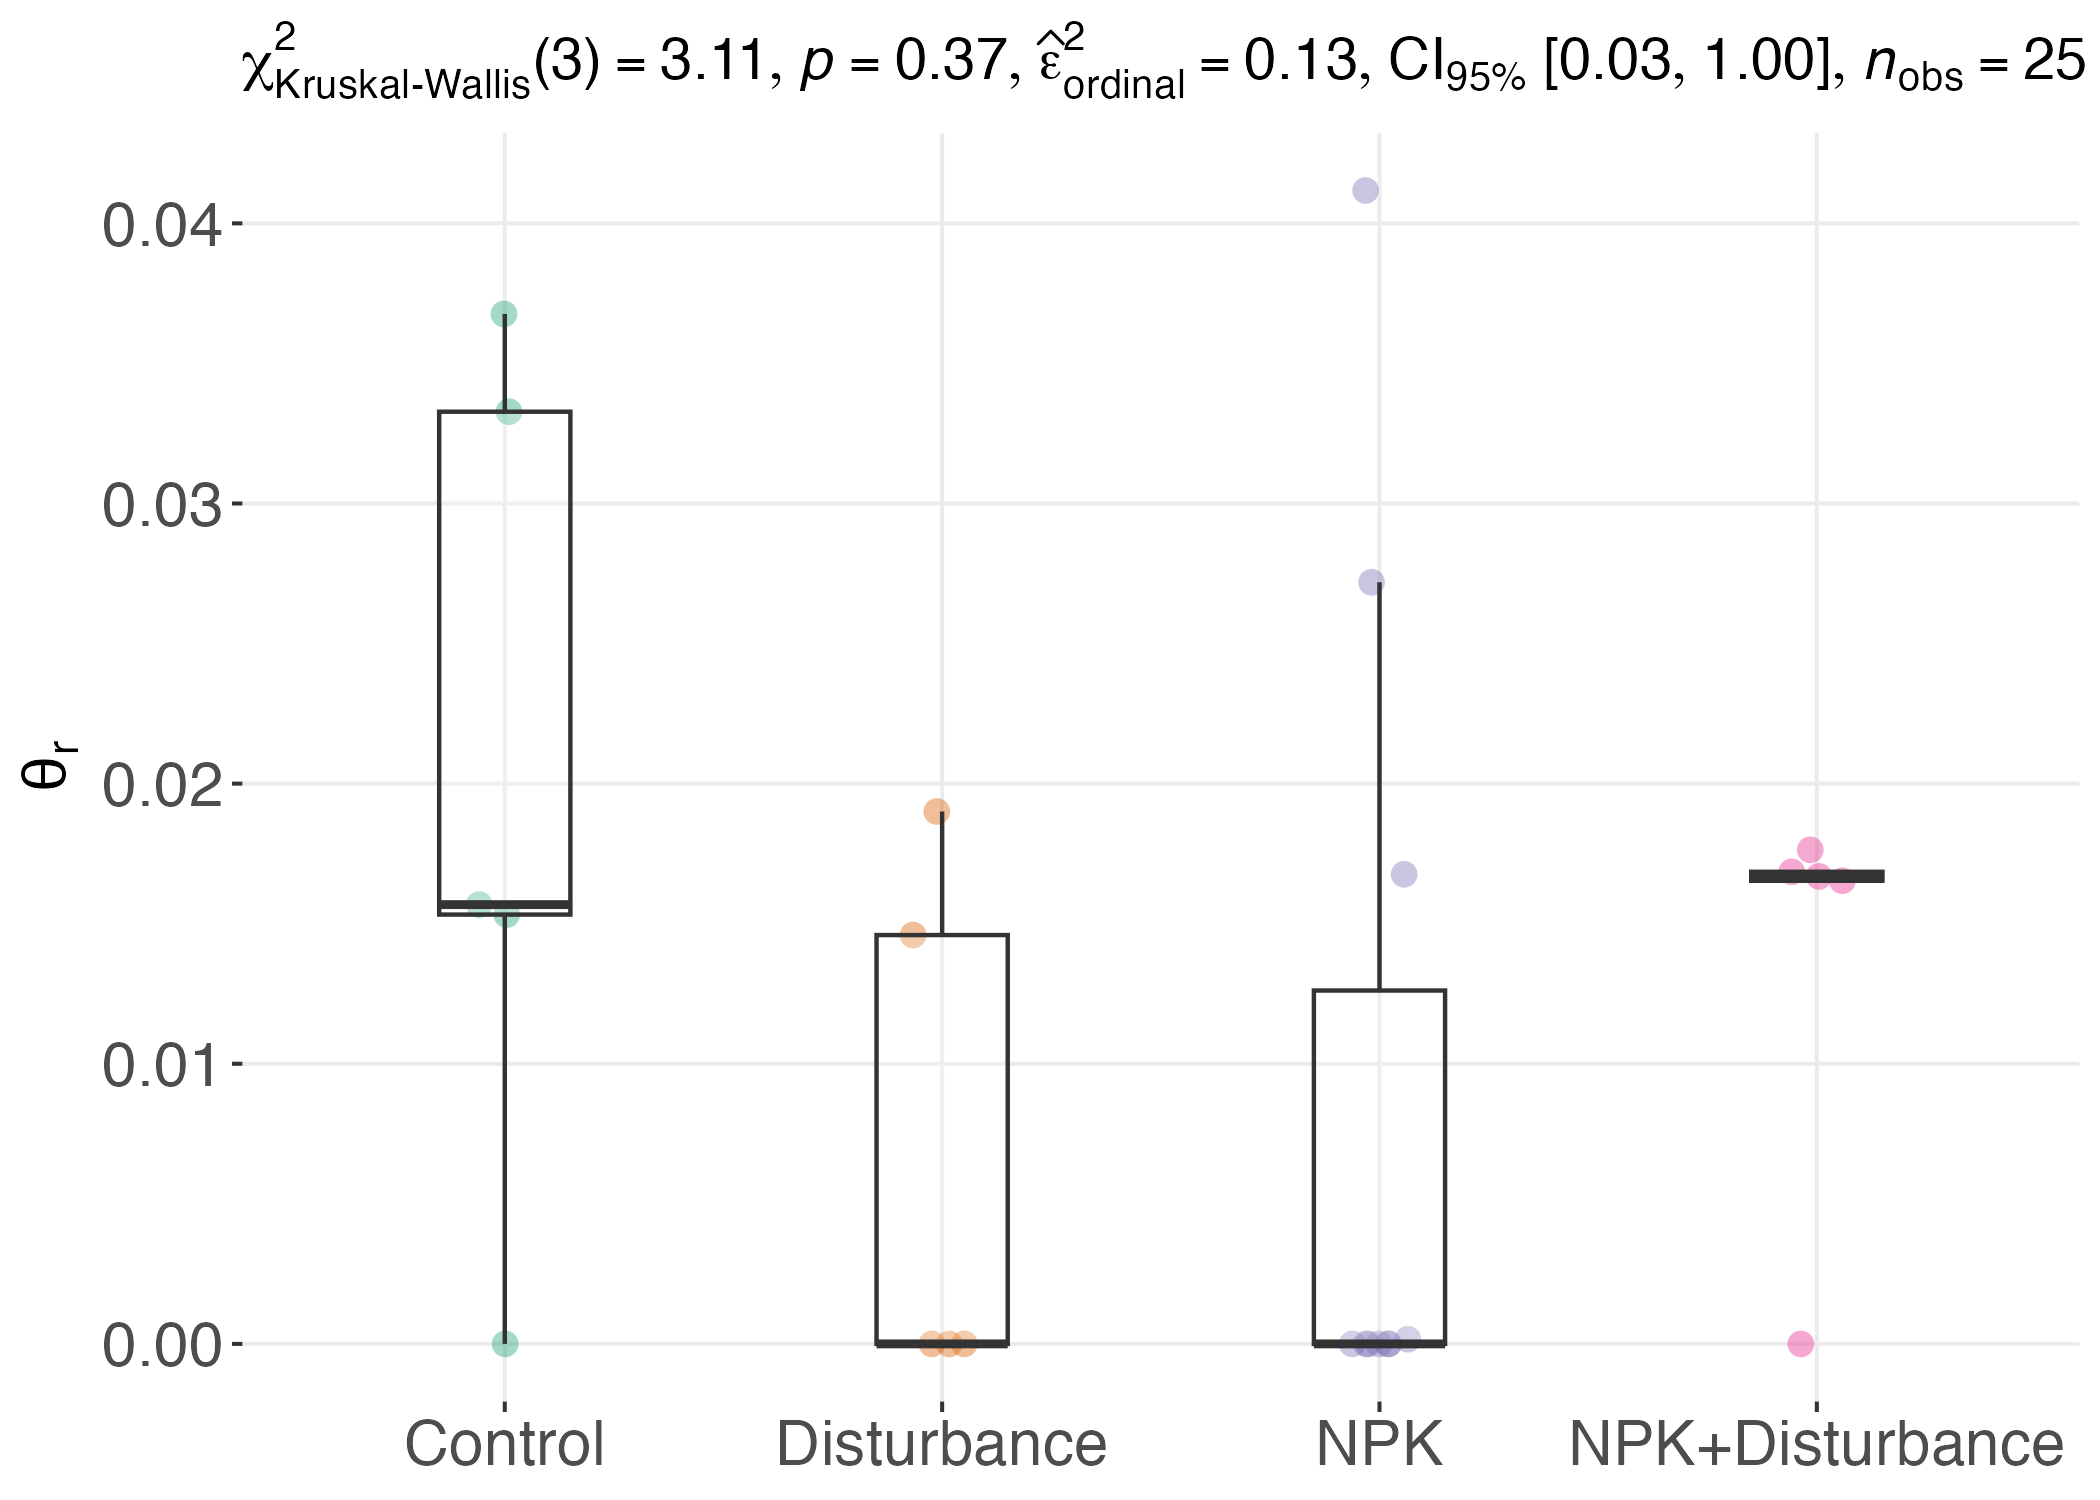 χ²Kruskal-Wallis(3) = 3.11, p = 0.37, ε̂²ordinal = 0.13, CI95% [0.03, 1.00], nobs = 25
0.04
0.03
θr
0.02
0.01
0.00
Control Disturbance NPK NPK+Disturbance